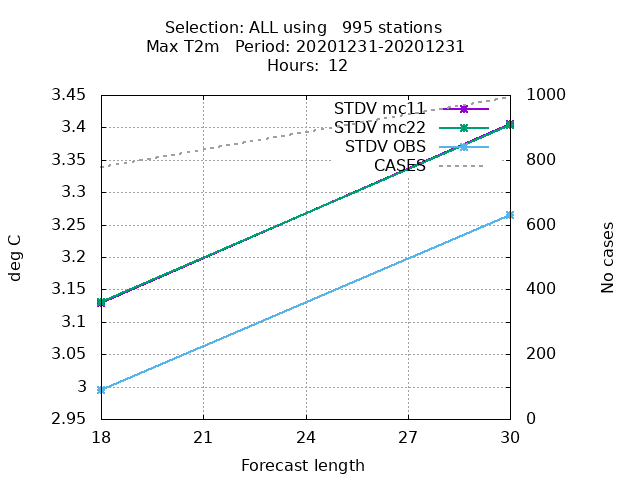 Selection: ALL using   995 stations
Max T2m   Period: 20201231-20201231
Hours:  12
3.45
3.4
3.35
3.3
3.25
3.2
3.15
3.1
3.05
3
2.95
1000
800
600
400
200
0
STDV mc11
STDV mc22
STDV OBS
CASES
deg C
No cases
18
21
24
27
30
Forecast length